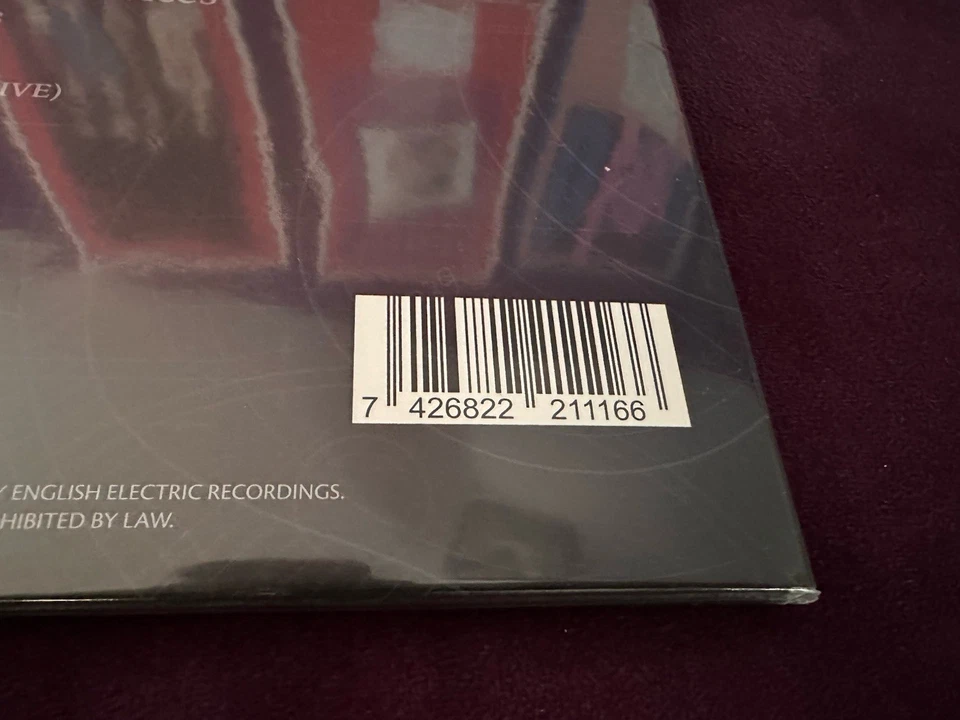 IVE)
7 426822 211166
Y ENGLISH ELECTRIC RECORDINGS.
HIBITED BY LAW.